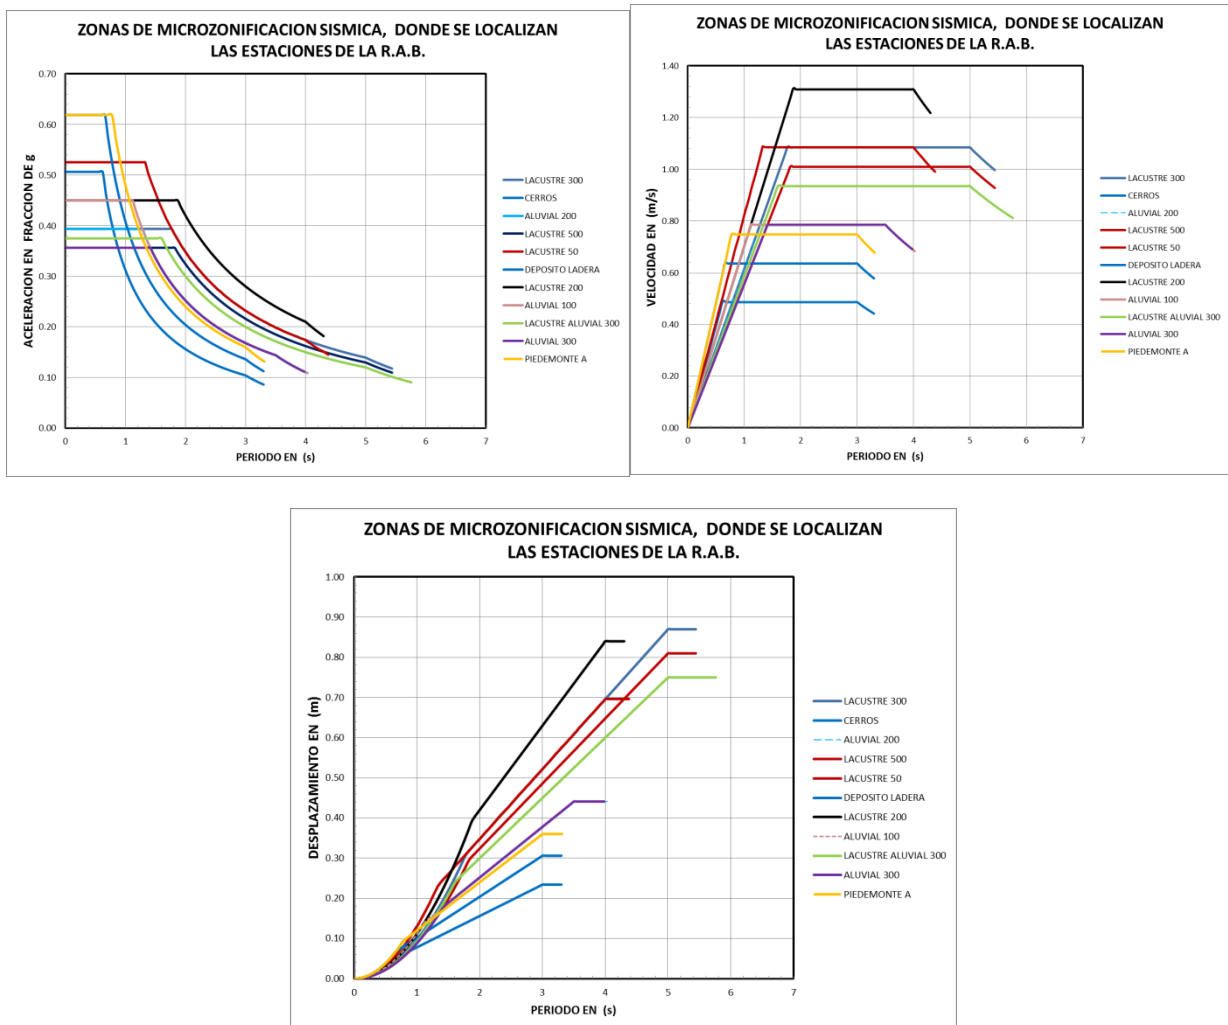 ZONAS DE MICROZONIFICACION SISMICA, DONDE SE LOCALIZAN
LAS ESTACIONES DE LA R.A.B.
ACELERACION EN FRACCION DE g
0.70
0.60
0.50
0.40
0.30
0.20
0.10
0.00
0 1 2 3 4 5 6 7
PERIODO EN (s)
LACUSTRE 300
CERROS
ALUVIAL 200
LACUSTRE 500
LACUSTRE 50
DEPOSITO LADERA
LACUSTRE 200
ALUVIAL 100
LACUSTRE ALUVIAL 300
ALUVIAL 300
PIEDEMONTE A
ZONAS DE MICROZONIFICACION SISMICA, DONDE SE LOCALIZAN
LAS ESTACIONES DE LA R.A.B.
VELOCIDAD EN (m/s)
1.40
1.20
1.00
0.80
0.60
0.40
0.20
0.00
0 1 2 3 4 5 6 7
PERIODO EN (s)
LACUSTRE 300
CERROS
ALUVIAL 200
LACUSTRE 500
LACUSTRE 50
DEPOSITO LADERA
LACUSTRE 200
ALUVIAL 100
LACUSTRE ALUVIAL 300
ALUVIAL 300
PIEDEMONTE A
ZONAS DE MICROZONIFICACION SISMICA, DONDE SE LOCALIZAN
LAS ESTACIONES DE LA R.A.B.
DESPLAZAMIENTO EN (m)
1.00
0.90
0.80
0.70
0.60
0.50
0.40
0.30
0.20
0.10
0.00
0 1 2 3 4 5 6 7
PERIODO EN (s)
LACUSTRE 300
CERROS
ALUVIAL 200
LACUSTRE 500
LACUSTRE 50
DEPOSITO LADERA
LACUSTRE 200
ALUVIAL 100
LACUSTRE ALUVIAL 300
ALUVIAL 300
PIEDEMONTE A